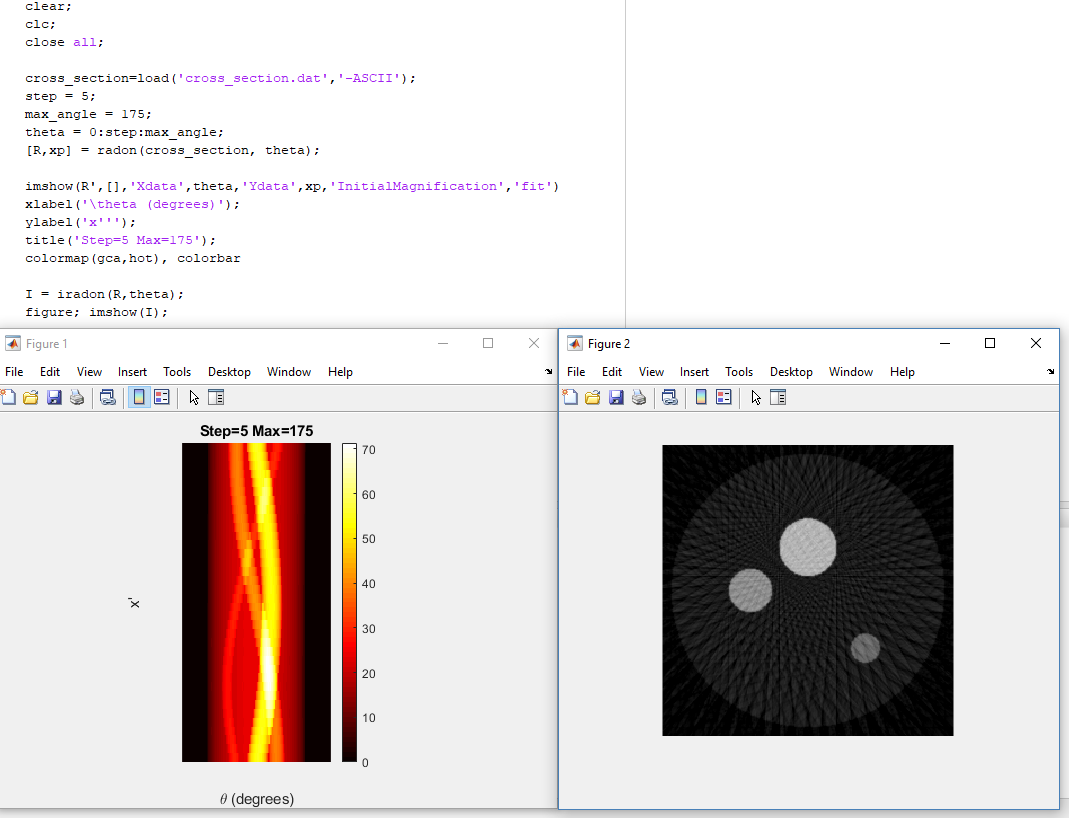 clear;
clc;
close all;
cross_section=load('cross_section.dat','-ASCII');
step = 5;
max_angle = 175;
theta = 0:step:max_angle;
[R,xp] = radon(cross_section, theta);
imshow(R',[],'Xdata',theta,'Ydata',xp,'InitialMagnification','fit')
xlabel('\theta (degrees)');
ylabel('x''');
title('Step=5 Max=175');
colormap(gca,hot), colorbar
I = iradon(R,theta);
figure; imshow(I);
Figure 1
File Edit View Insert Tools Desktop Window Help
Step=5 Max=175
70
60
50
40
30
20
10
0
x'
θ (degrees)
Figure 2
File Edit View Insert Tools Desktop Window Help